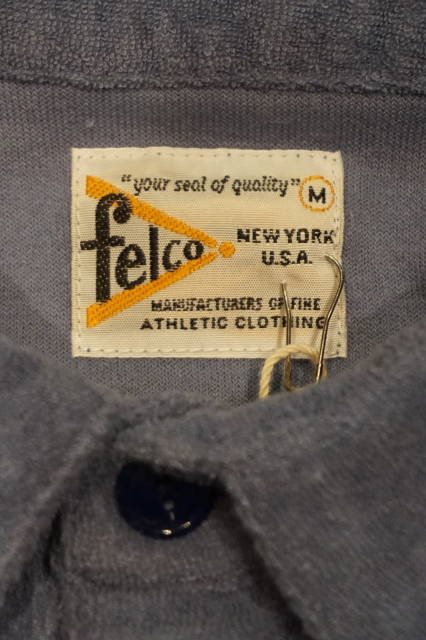 "your seal of quality"
M
felco
NEW YORK
U.S.A.
MANUFACTURERS OF FINE
ATHLETIC CLOTHING